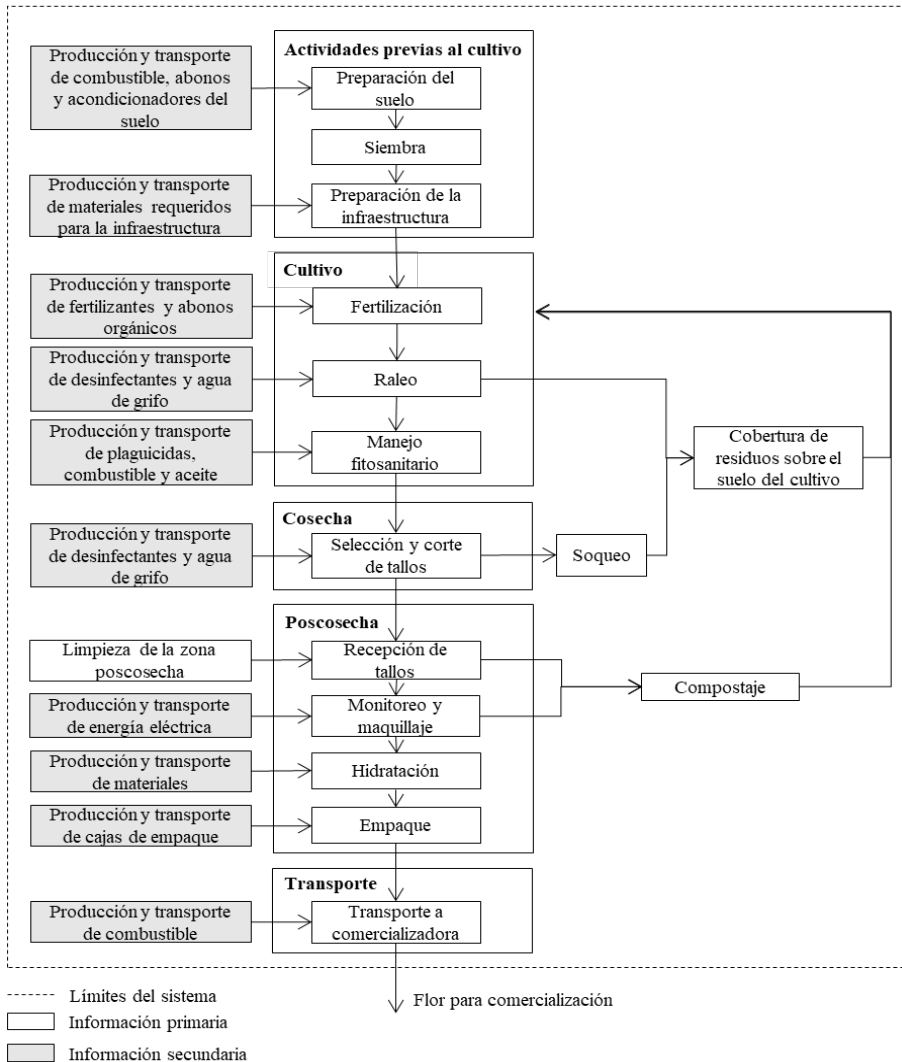 Actividades previas al cultivo
Producción y transporte
de combustible, abonos
y acondicionadores del
suelo
Preparación del
suelo
Siembra
Producción y transporte
de materiales requeridos
para la infraestructura
Preparación de la
infraestructura
Cultivo
Producción y transporte
de fertilizantes y abonos
orgánicos
Fertilización
Producción y transporte
de desinfectantes y agua
de grifo
Raleo
Producción y transporte
de plaguicidas,
combustible y aceite
Manejo
fitosanitario
Cobertura de
residuos sobre el
suelo del cultivo
Cosecha
Producción y transporte
de desinfectantes y agua
de grifo
Selección y corte
de tallos
Soqueo
Poscosecha
Limpieza de la zona
poscosecha
Recepción de
tallos
Compostaje
Producción y transporte
de energía eléctrica
Monitoreo y
maquillaje
Producción y transporte
de materiales
Hidratación
Producción y transporte
de cajas de empaque
Empaque
Transporte
Producción y transporte
de combustible
Transporte a
comercializadora
Flor para comercialización
Límites del sistema
Información primaria
Información secundaria